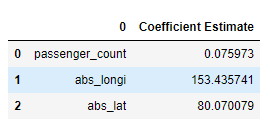 0 Coefficient Estimate
0 passenger_count 0.075973
1 abs_longi 153.435741
2 abs_lat 80.070079